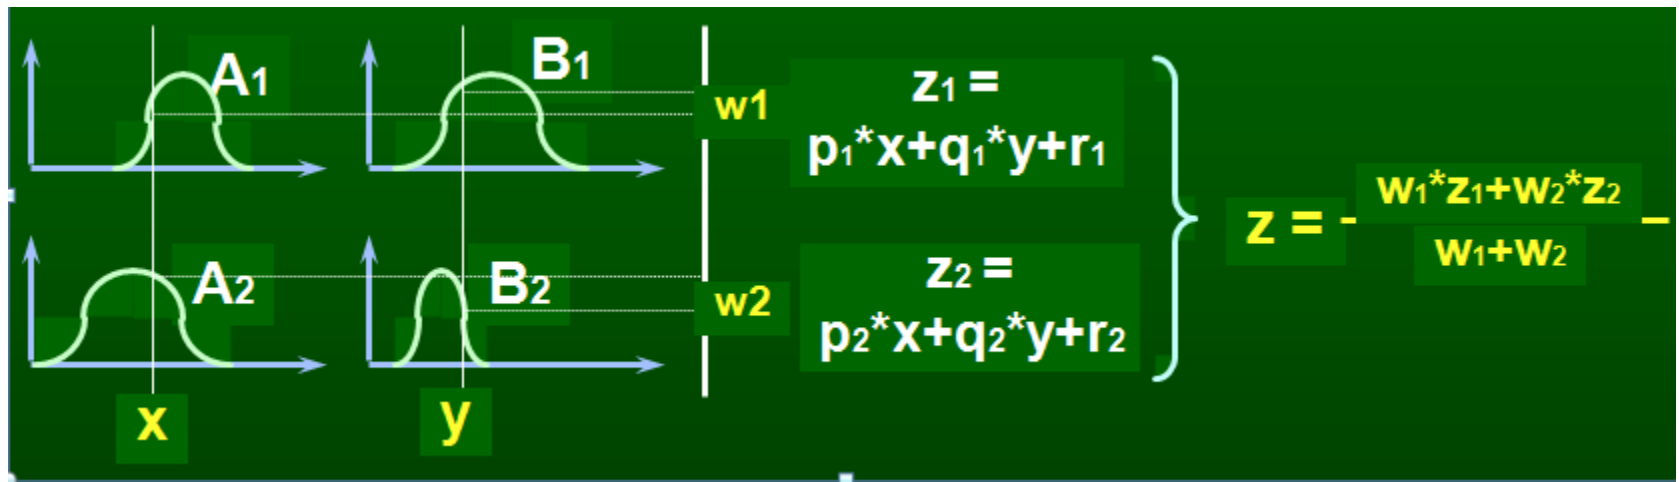 A₁
B₁
w1
z₁ =
p₁*x+q₁*y+r₁
A₂
B₂
w2
z₂ =
p₂*x+q₂*y+r₂
x
y
w₁*z₁+w₂*z₂
z = - –
w₁+w₂